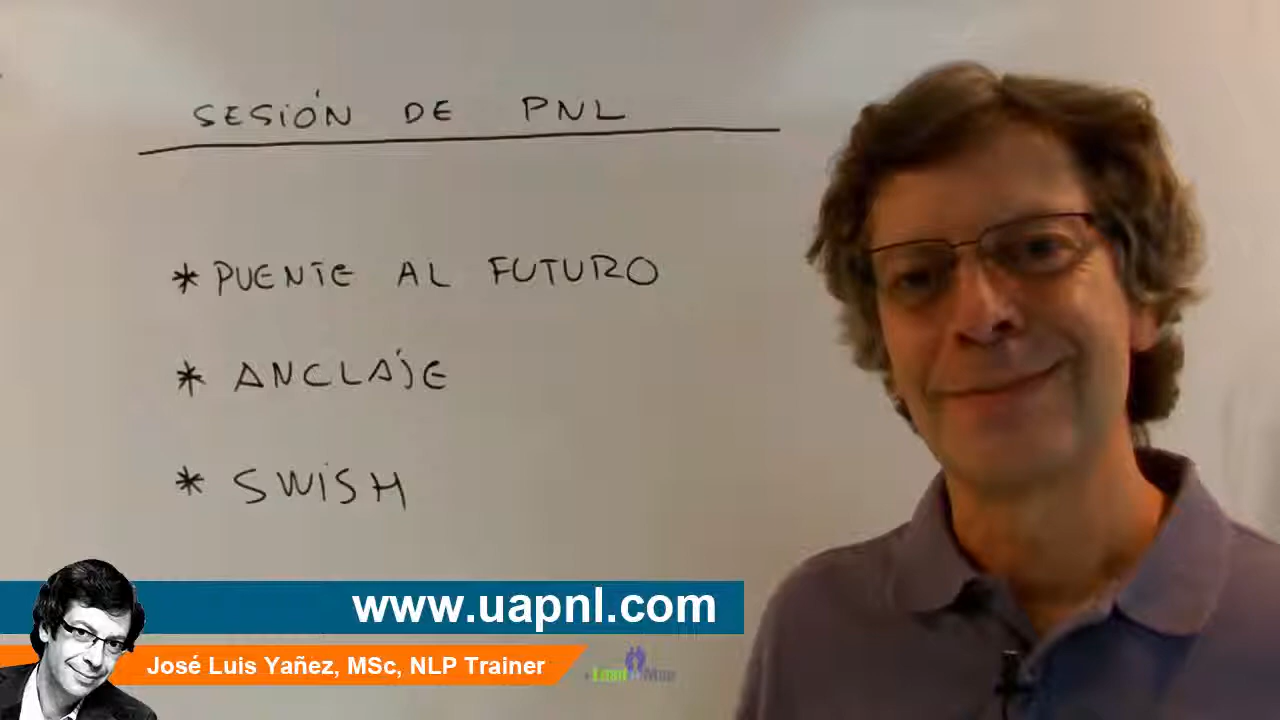 SESIÓN DE PNL
* PUENTE AL FUTURO
* ANCLAJE
* SWISH
www.uapnl.com
José Luis Yañez, MSc, NLP Trainer